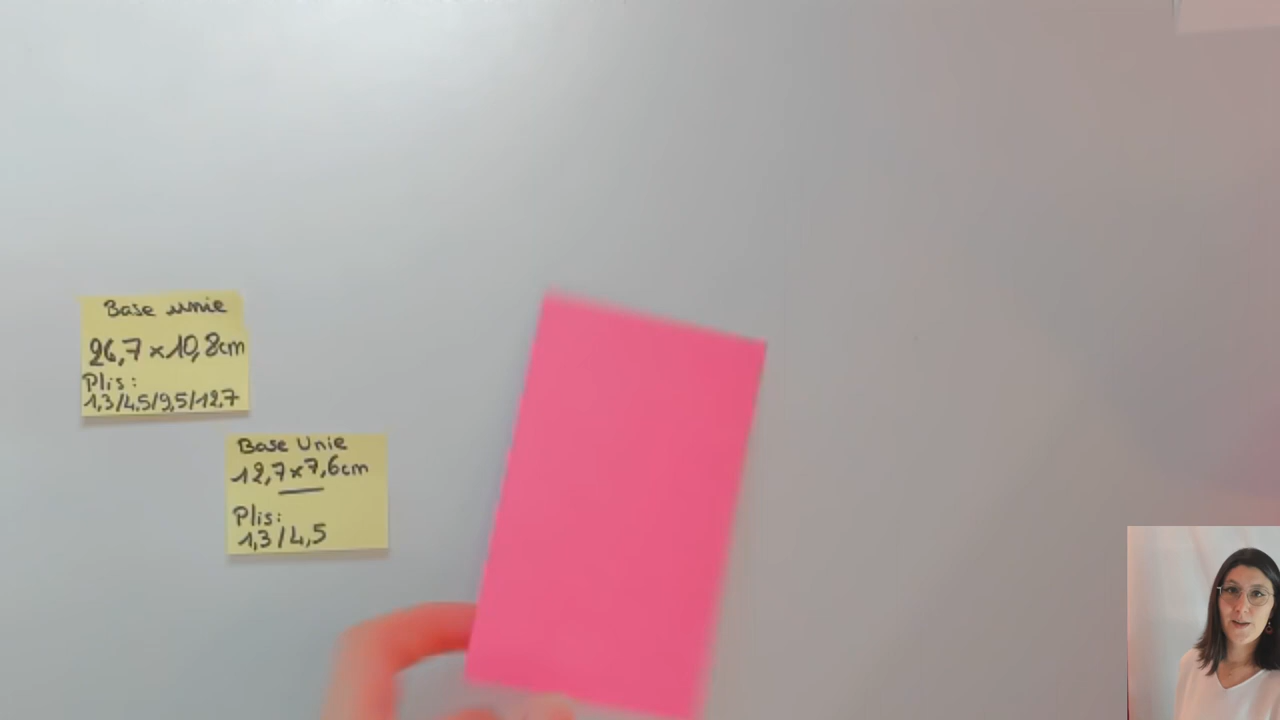 Base unie
26,7 x 10,8cm
Plis :
1,3/4,5/9,5/12,7
Base Unie
12,7x7,6cm
Plis:
1,3/4,5